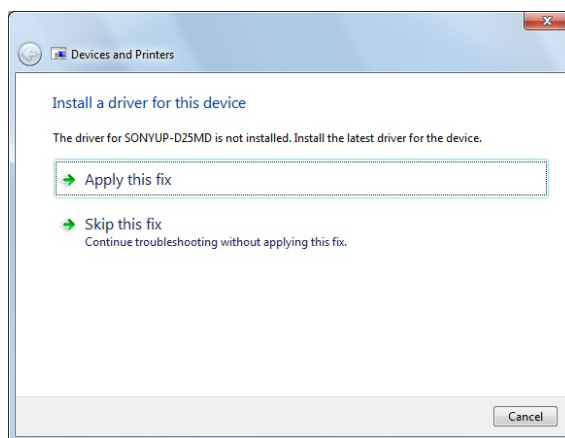 Devices and Printers
Install a driver for this device
The driver for SONYUP-D25MD is not installed. Install the latest driver for the device.
Apply this fix
Skip this fix
Continue troubleshooting without applying this fix.
Cancel